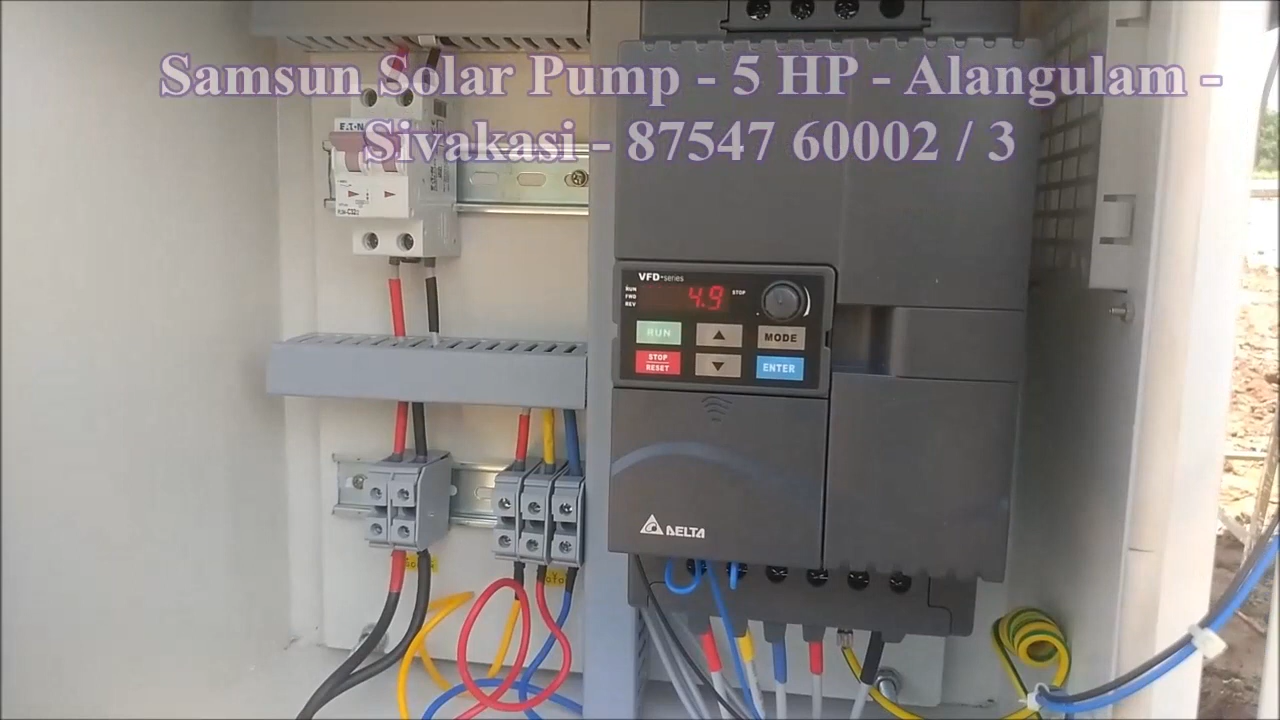 Samsun Solar Pump - 5 HP - Alangulam -
Sivakasi - 87547 60002 / 3
VFD-series
RUN
FWD
REV
4.9
STOP
RUN
MODE
STOP
RESET
ENTER
DELTA